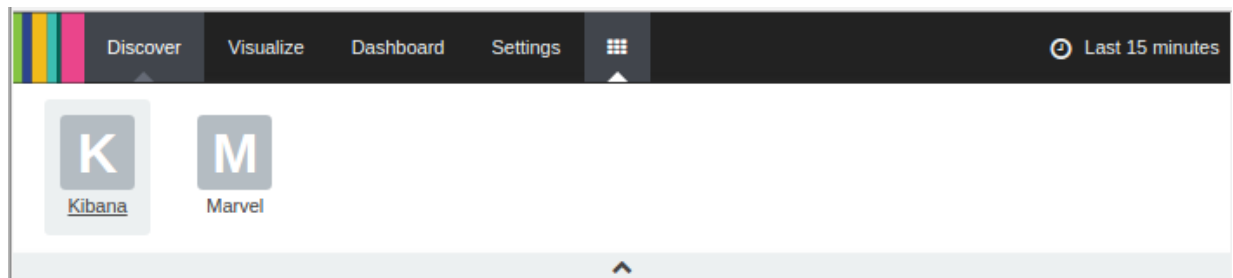 Discover Visualize Dashboard Settings Last 15 minutes
K M
Kibana Marvel